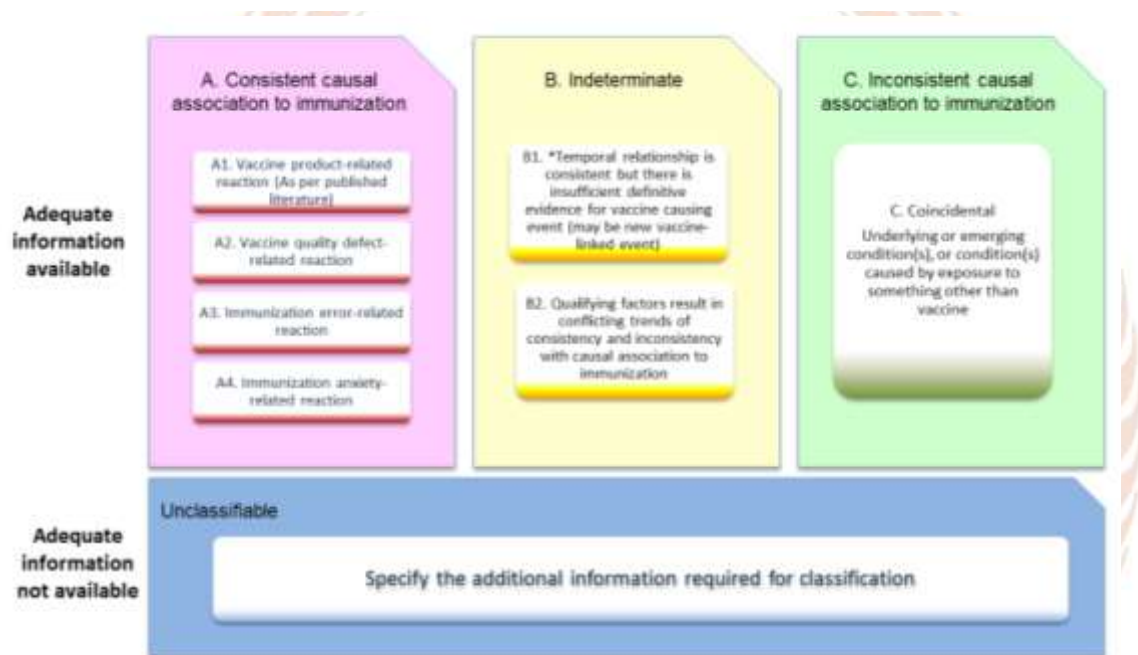 A. Consistent causal
association to immunization
A1. Vaccine product-related
reaction (As per published
literature)
A2. Vaccine quality defect-
related reaction
A3. Immunization error-related
reaction
A4. Immunization anxiety-
related reaction
B. Indeterminate
B1. *Temporal relationship is
consistent but there is
insufficient definitive
evidence for vaccine causing
event (may be new vaccine-
linked event)
B2. Qualifying factors result in
conflicting trends of
consistency and inconsistency
with causal association to
immunization
C. Inconsistent causal
association to immunization
C. Coincidental
Underlying or emerging
condition(s), or condition(s)
caused by exposure to
something other than
vaccine
Adequate
information
available
Unclassifiable
Adequate
information
not available
Specify the additional information required for classification